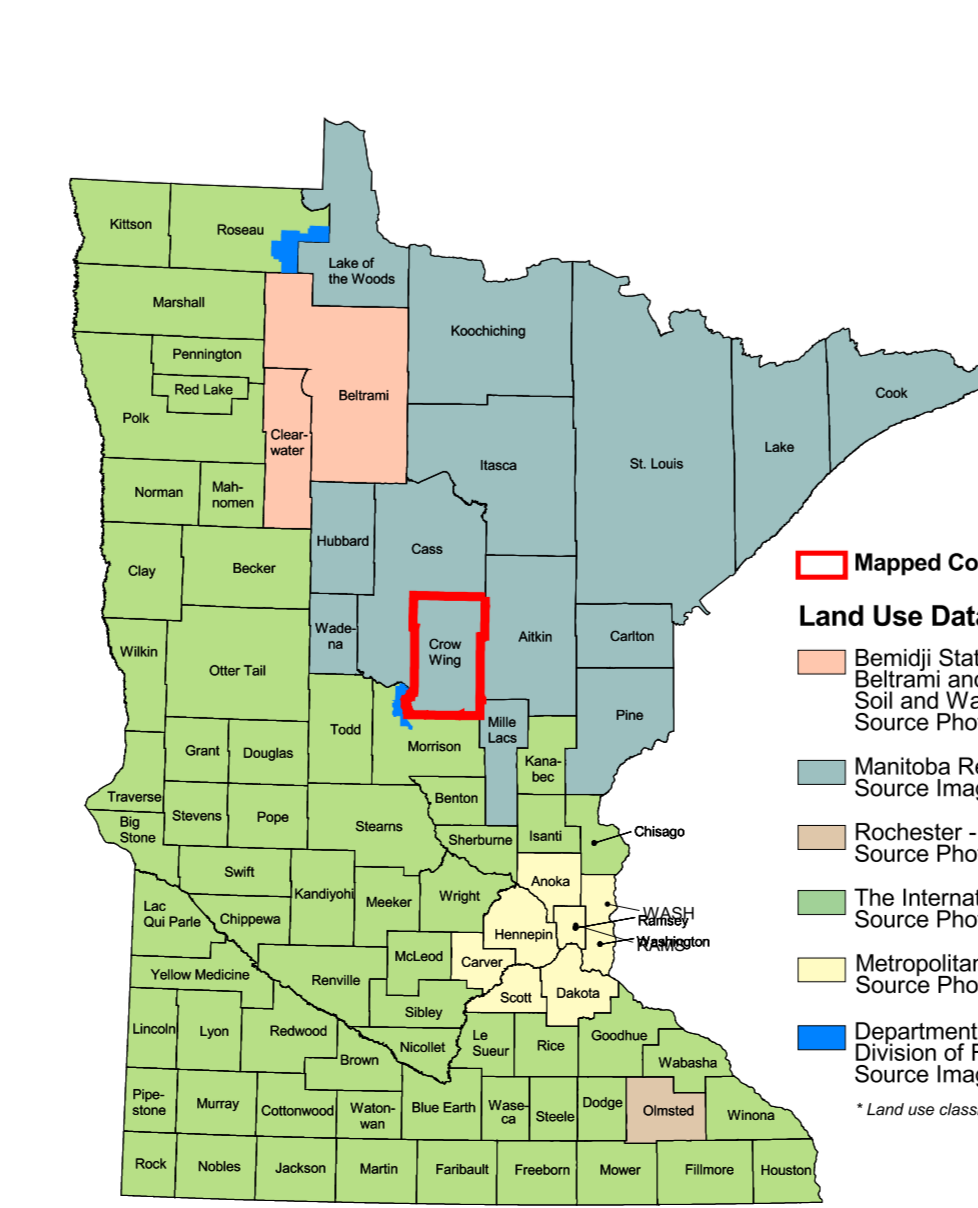 Kittson
Roseau
Lake of
the Woods
Marshall
Koochiching
Pennington
Red Lake
Beltrami
Cook
Polk
Clear-
water
Lake
Itasca
St. Louis
Norman
Mah-
nomen
Hubbard
Cass
Clay
Becker
Mapped Co
Land Use Data
Wade-
na
Crow
Wing
Aitkin
Carlton
Wilkin
Otter Tail
Bemidji Stat
Beltrami and
Soil and Wa
Source Pho
Todd
Mille
Lacs
Pine
Morrison
Grant
Douglas
Kana-
bec
Manitoba Re
Source Imag
Traverse
Benton
Big
Stone
Stevens
Pope
Stearns
Sherburne
Isanti
Chisago
Rochester -
Source Pho
Swift
Kandiyohi
Meeker
Wright
Anoka
Lac
Qui Parle
Chippewa
WASH
Ramsey
Hennepin
Washington
RAMS
The Internat
Source Pho
McLeod
Carver
Yellow Medicine
Renville
Scott
Dakota
Metropolitan
Source Pho
Sibley
Lincoln
Lyon
Redwood
Brown
Nicollet
Le
Sueur
Rice
Goodhue
Wabasha
Department
Division of F
Source Imag
Pipe-
stone
Murray
Cottonwood
Waton-
wan
Blue Earth
Wase-
ca
Steele
Dodge
Olmsted
Winona
* Land use class
Rock
Nobles
Jackson
Martin
Faribault
Freeborn
Mower
Fillmore
Houston